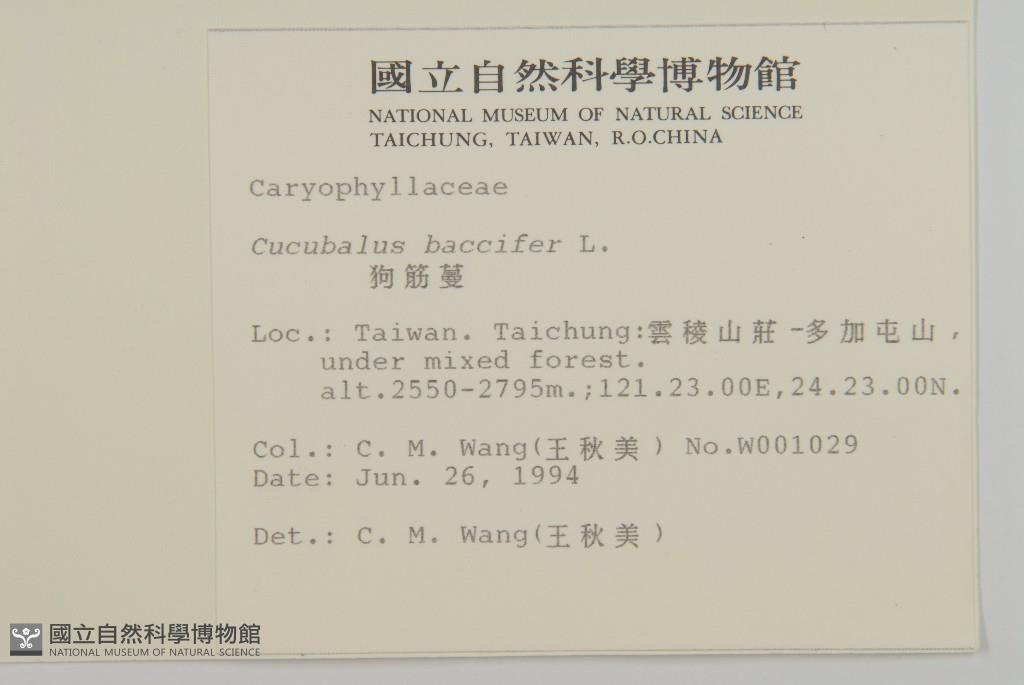 國立自然科學博物館
NATIONAL MUSEUM OF NATURAL SCIENCE
TAICHUNG, TAIWAN, R.O.CHINA
Caryophyllaceae
Cucubalus baccifer L.
狗筋蔓
Loc.: Taiwan. Taichung:雲稜山莊-多加屯山,
under mixed forest.
alt.2550-2795m.;121.23.00E,24.23.00N.
Col.: C. M. Wang(王秋美) No.W001029
Date: Jun. 26, 1994
Det.: C. M. Wang(王秋美)
國立自然科學博物館
NATIONAL MUSEUM OF NATURAL SCIENCE